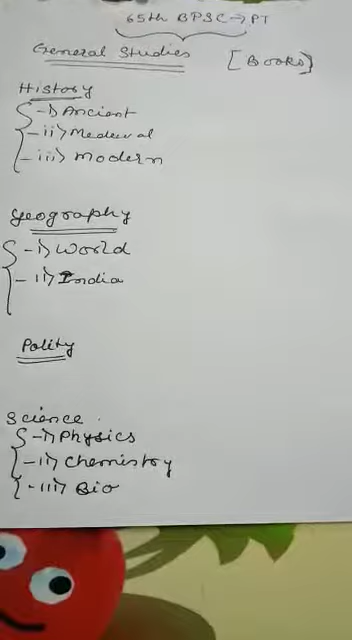 65th BPSC → PT
General Studies [Books]
History
- i) Ancient
- ii) Medieval
- iii) Modern
Geography
- i) World
- ii) India
Polity
Science
- i) Physics
- ii) Chemistry
- iii) Bio